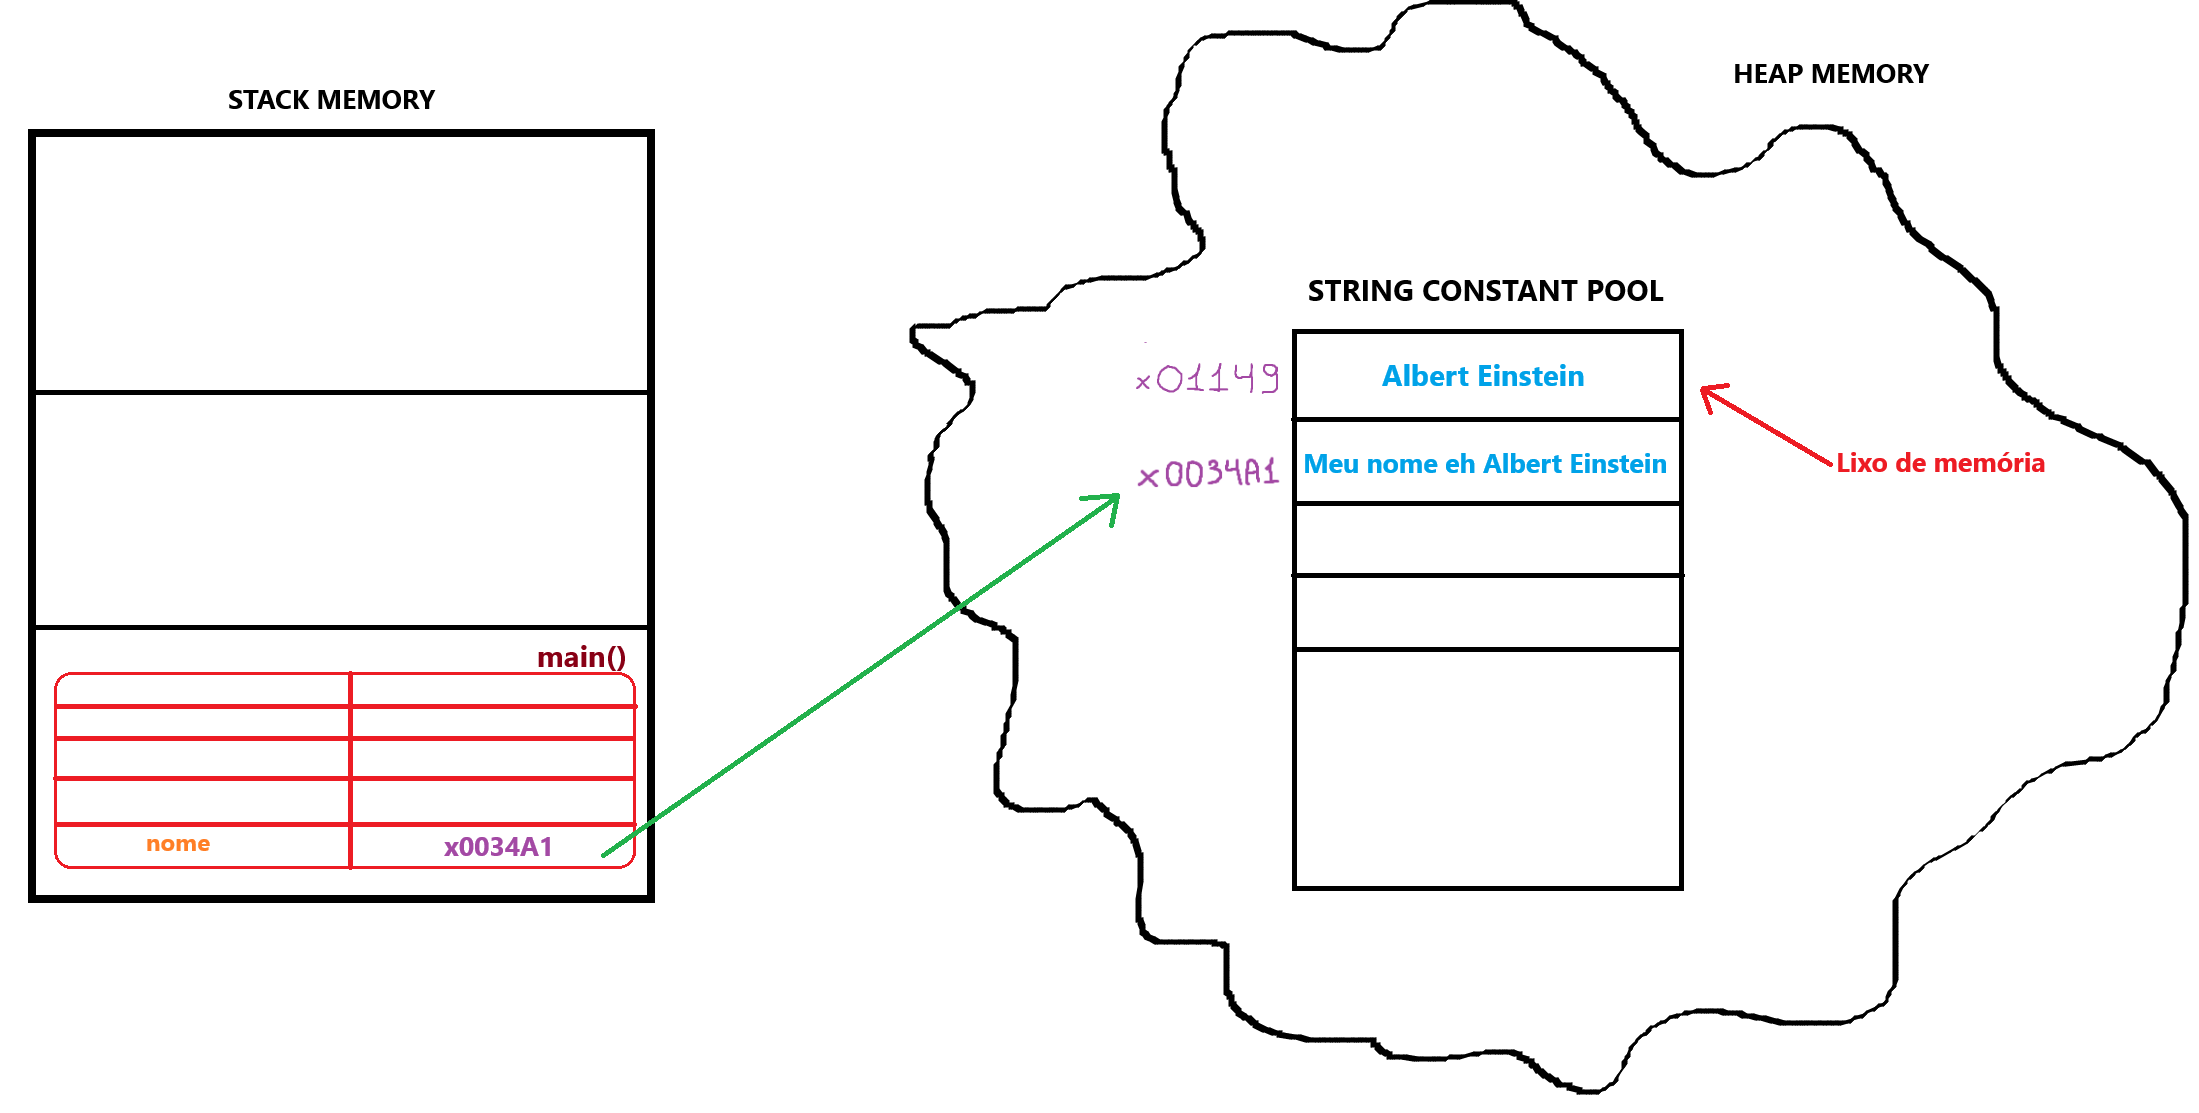 STACK MEMORY
main()
nome x0034A1
HEAP MEMORY
STRING CONSTANT POOL
x01149 Albert Einstein
x0034A1 Meu nome eh Albert Einstein
Lixo de memória